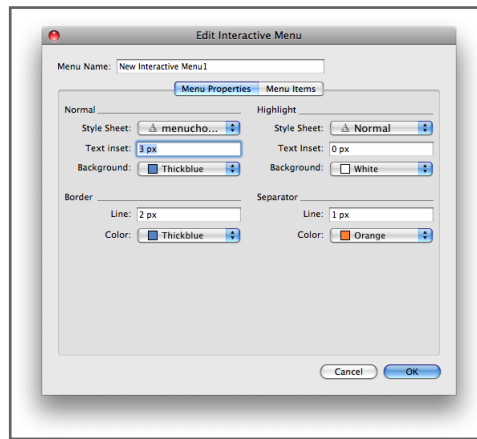 Edit Interactive Menu
Menu Name: New Interactive Menu1
Menu Properties Menu Items
Normal
Style Sheet: A menucho...
Text inset: 3 px
Background: Thickblue
Border
Line: 2 px
Color: Thickblue
Highlight
Style Sheet: A Normal
Text Inset: 0 px
Background: White
Separator
Line: 1 px
Color: Orange
Cancel OK